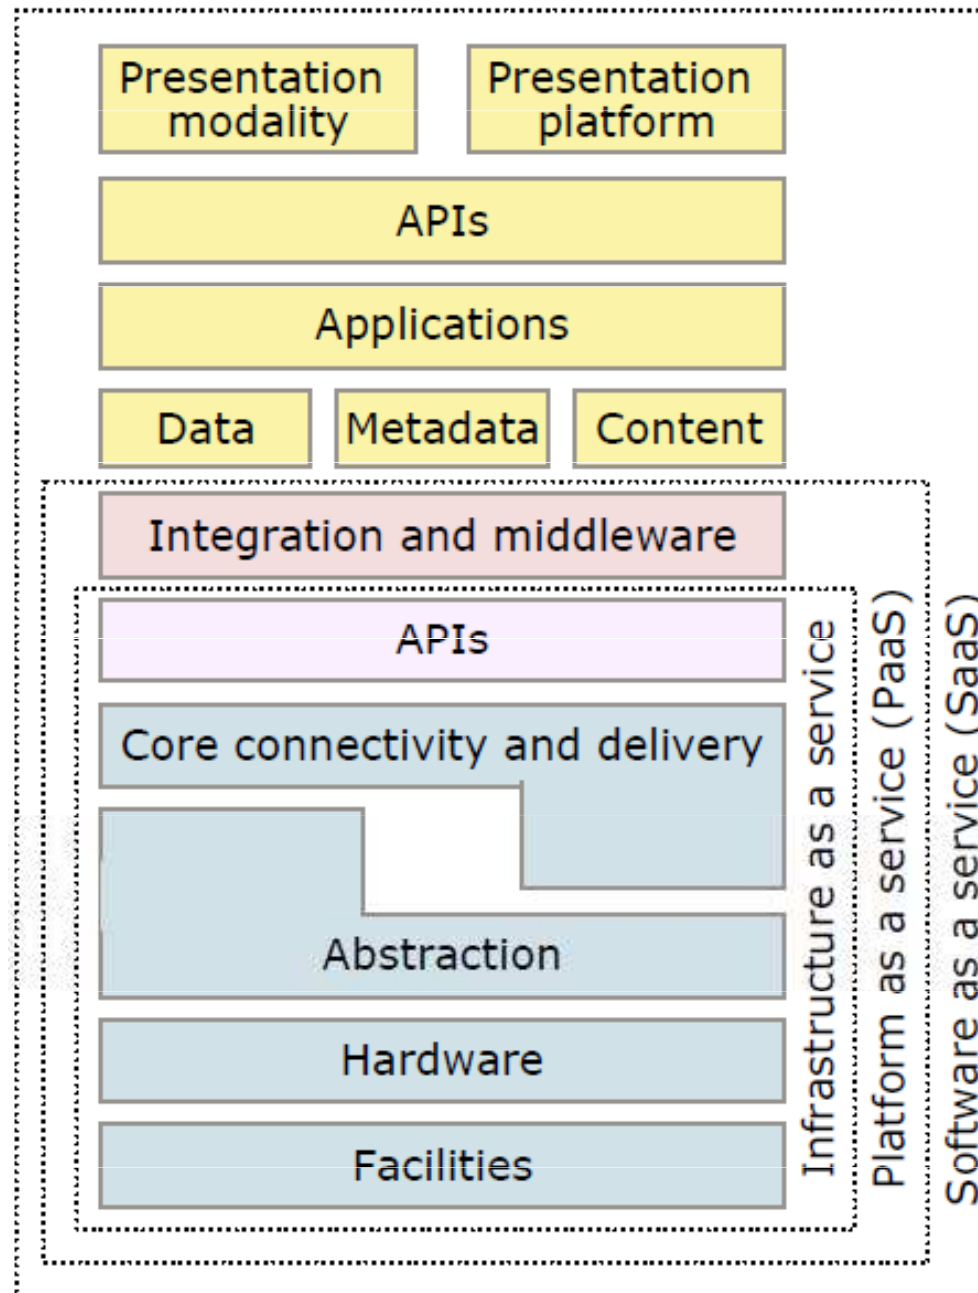 Presentation
modality
Presentation
platform
APIs
Applications
Data
Metadata
Content
Integration and middleware
APIs
Core connectivity and delivery
Abstraction
Hardware
Facilities
Infrastructure as a service
Platform as a service (PaaS)
Software as a service (SaaS)